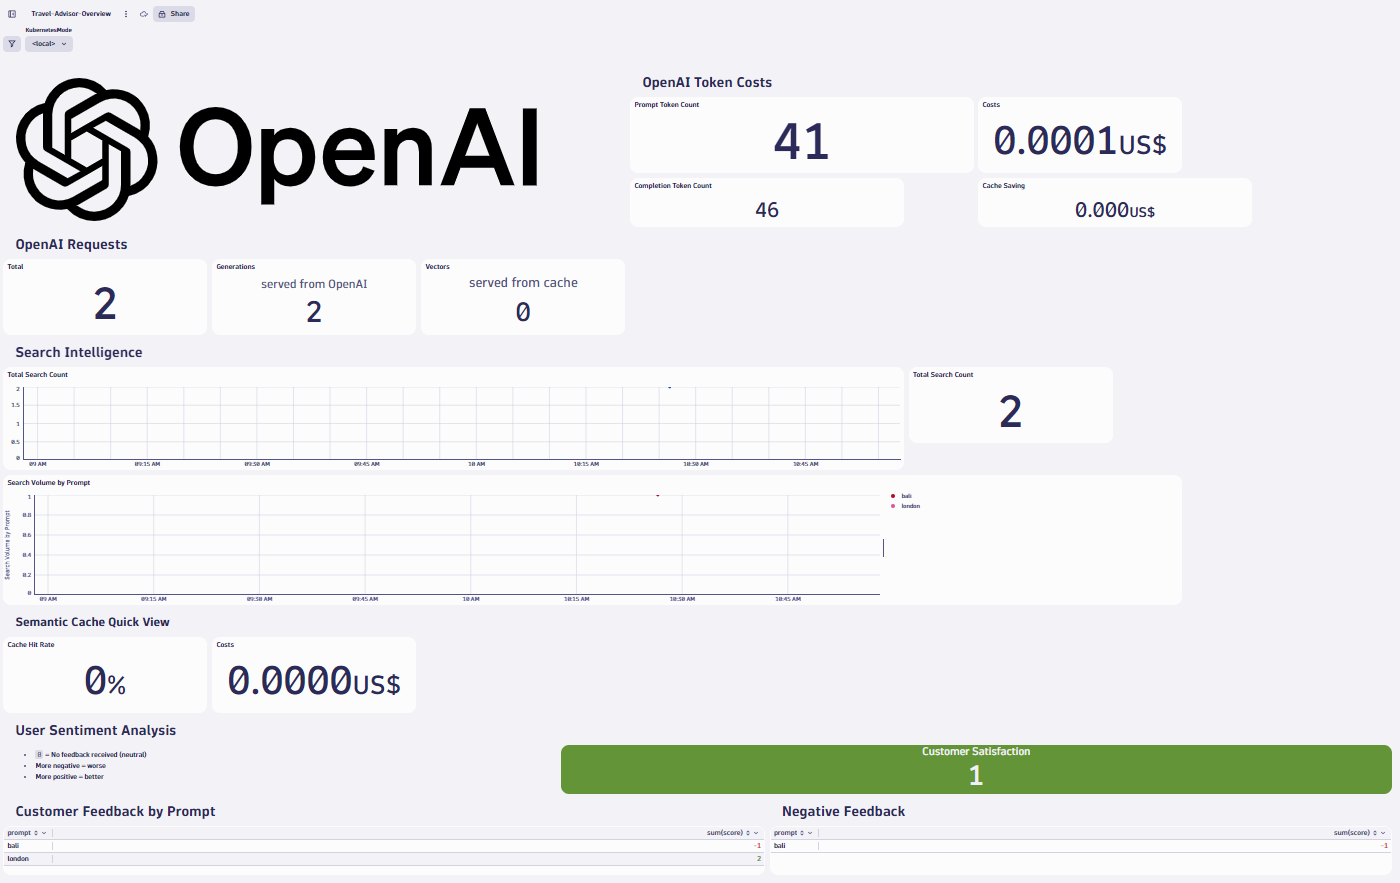 Travel-Advisor-Overview
Share
KubernetesMode
<local>
OpenAI
OpenAI Token Costs
Prompt Token Count
41
Costs
0.0001US$
Completion Token Count
46
Cache Saving
0.000US$
OpenAI Requests
Total
2
Generations
served from OpenAI
2
Vectors
served from cache
0
Search Intelligence
Total Search Count
2
1.5
1
0.5
0
09 AM 09:15 AM 09:30 AM 09:45 AM 10 AM 10:15 AM 10:30 AM 10:45 AM
Total Search Count
2
Search Volume by Prompt
Search Volume by Prompt
1
0.8
0.6
0.4
0.2
0
09 AM 09:15 AM 09:30 AM 09:45 AM 10 AM 10:15 AM 10:30 AM 10:45 AM
bali
london
Semantic Cache Quick View
Cache Hit Rate
0%
Costs
0.0000US$
User Sentiment Analysis
• 0 = No feedback received (neutral)
• More negative = worse
• More positive = better
Customer Satisfaction
1
Customer Feedback by Prompt
prompt sum(score)
bali -1
london 2
Negative Feedback
prompt sum(score)
bali -1